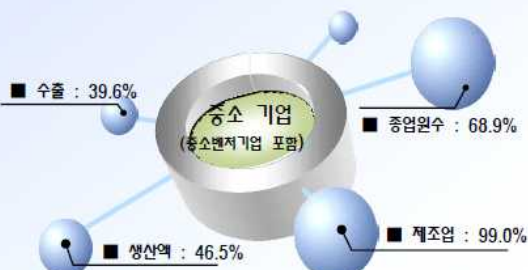 ■ 수출 : 39.6%
중소 기업
(중소벤처기업 포함)
■ 종업원수 : 68.9%
■ 제조업 : 99.0%
■ 생산액 : 46.5%